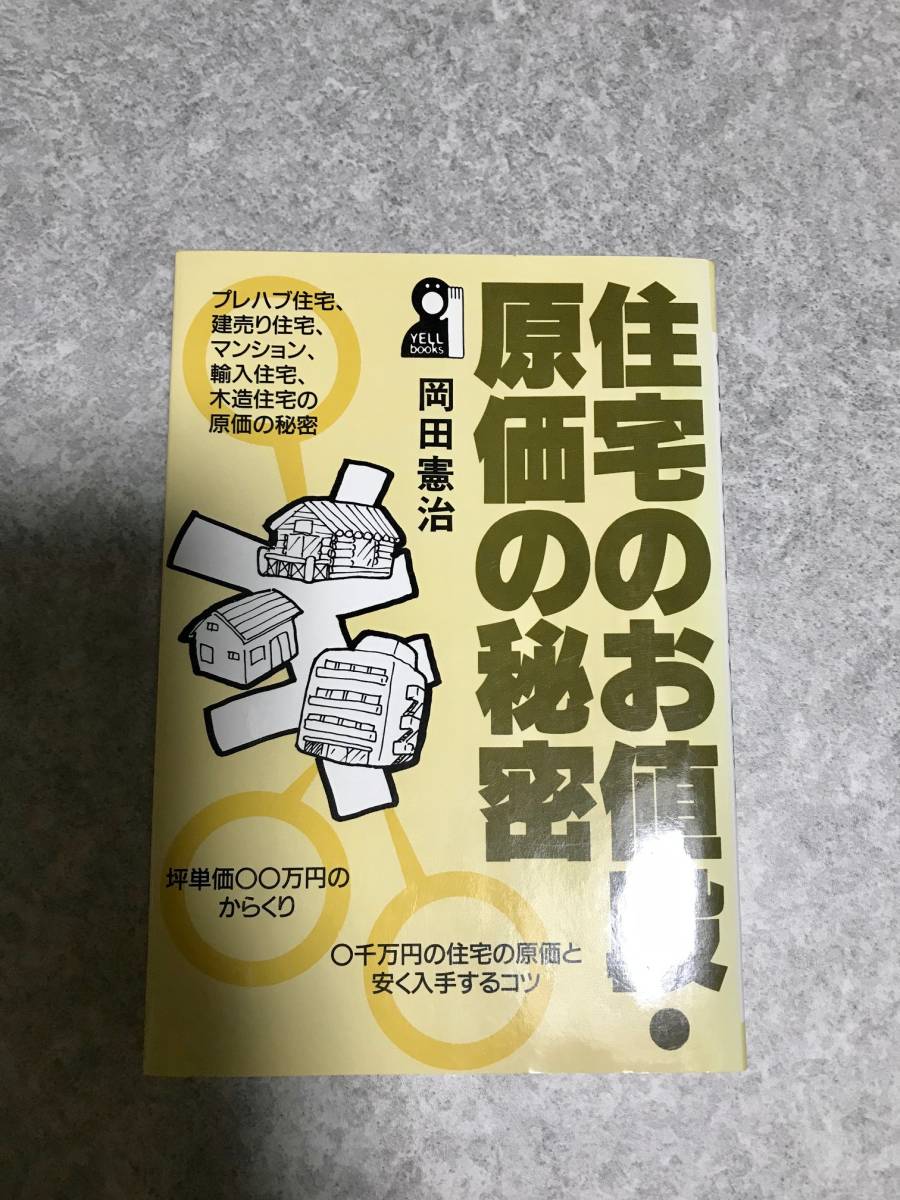 住宅のお値段・
原価の秘密
YELL
books
岡田憲治
プレハブ住宅、
建売り住宅、
マンション、
輸入住宅、
木造住宅の
原価の秘密
坪単価〇〇万円の
からくり
〇千万円の住宅の原価と
安く入手するコツ